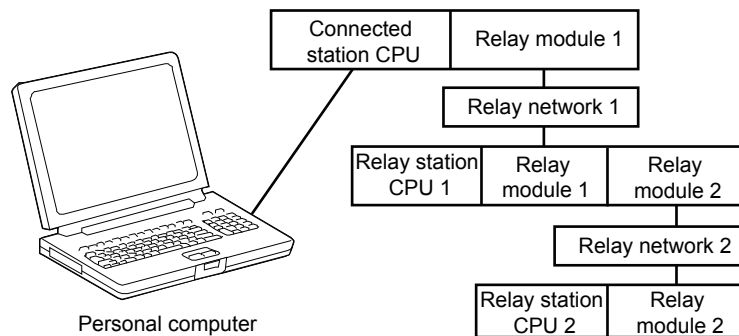 Connected
station CPU
Relay module 1
Relay network 1
Relay station
CPU 1
Relay
module 1
Relay
module 2
Relay network 2
Relay station
CPU 2
Relay
module 2
Personal computer